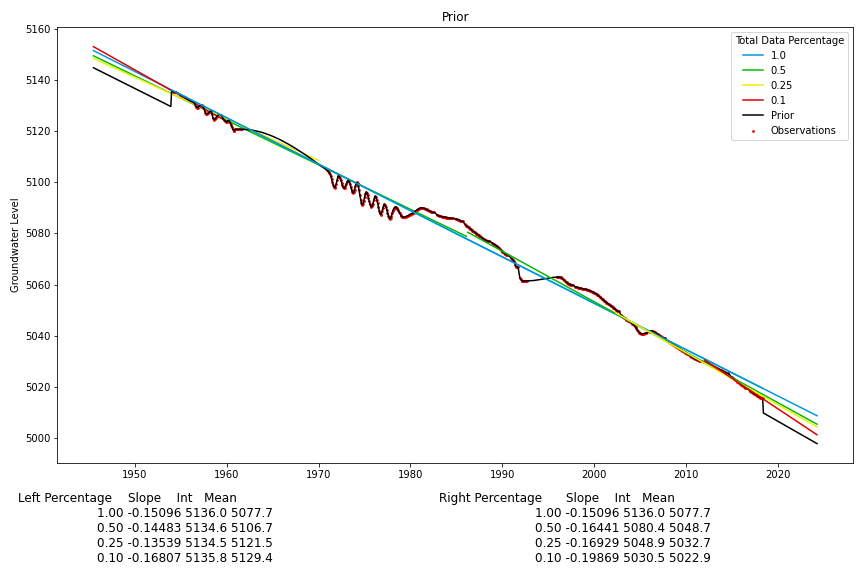 Prior
5160
5140
5120
5100
5080
5060
5040
5020
5000
Groundwater Level
Total Data Percentage
1.0
0.5
0.25
0.1
Prior
Observations
1950 1960 1970 1980 1990 2000 2010 2020
Left Percentage Slope Int Mean
1.00 -0.15096 5136.0 5077.7
0.50 -0.14483 5134.6 5106.7
0.25 -0.13539 5134.5 5121.5
0.10 -0.16807 5135.8 5129.4
Right Percentage Slope Int Mean
1.00 -0.15096 5136.0 5077.7
0.50 -0.16441 5080.4 5048.7
0.25 -0.16929 5048.9 5032.7
0.10 -0.19869 5030.5 5022.9